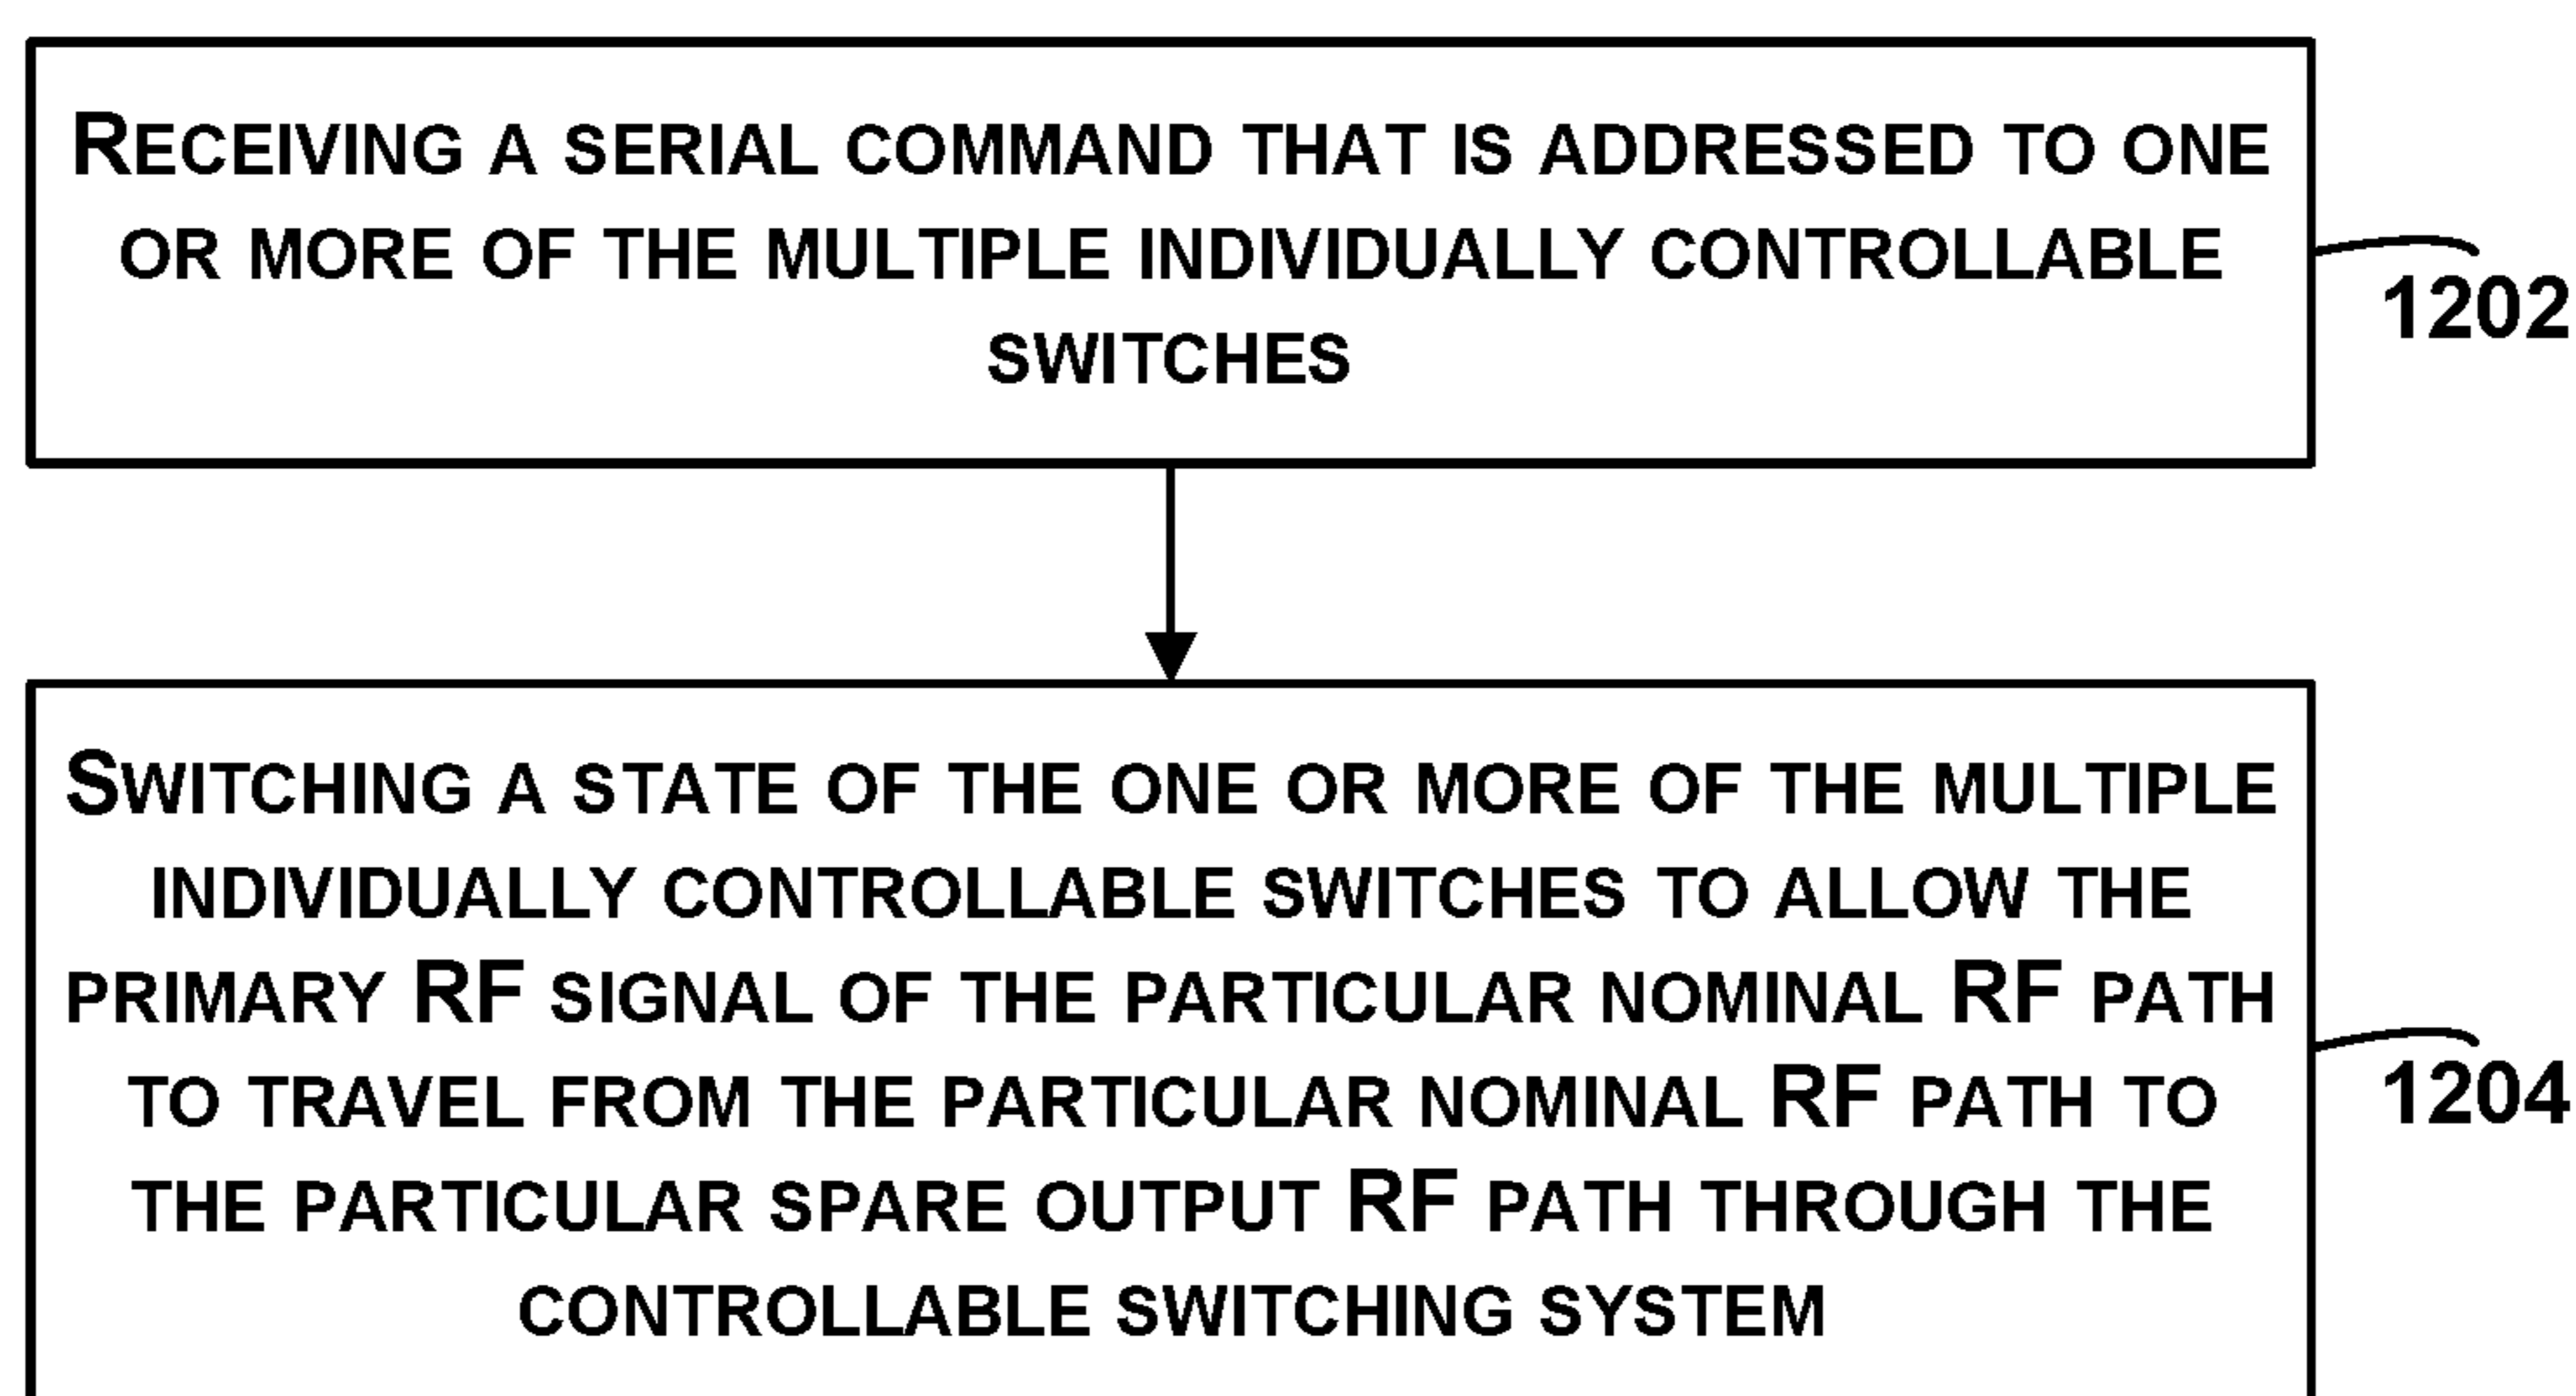 RECEIVING A SERIAL COMMAND THAT IS ADDRESSED TO ONE
OR MORE OF THE MULTIPLE INDIVIDUALLY CONTROLLABLE
SWITCHES
1202
SWITCHING A STATE OF THE ONE OR MORE OF THE MULTIPLE
INDIVIDUALLY CONTROLLABLE SWITCHES TO ALLOW THE
PRIMARY RF SIGNAL OF THE PARTICULAR NOMINAL RF PATH
TO TRAVEL FROM THE PARTICULAR NOMINAL RF PATH TO
THE PARTICULAR SPARE OUTPUT RF PATH THROUGH THE
CONTROLLABLE SWITCHING SYSTEM
1204